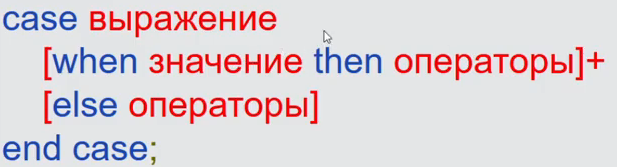 case выражение
[when значение then операторы]+
[else операторы]
end case;